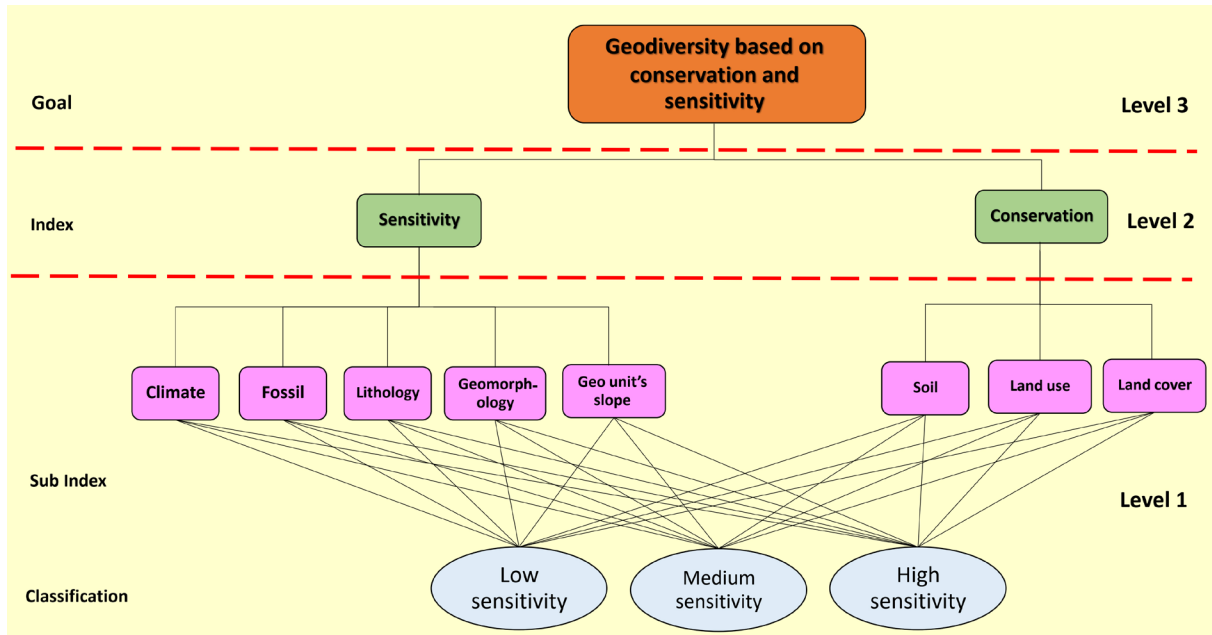 Geodiversity based on
conservation and
sensitivity
Goal
Level 3
Index
Sensitivity
Conservation
Level 2
Climate
Fossil
Lithology
Geomorph-
ology
Geo unit's
slope
Soil
Land use
Land cover
Sub Index
Level 1
Classification
Low
sensitivity
Medium
sensitivity
High
sensitivity